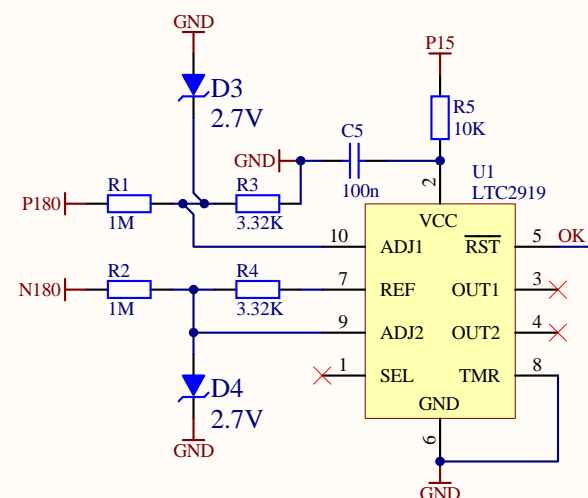 GND
P15
D3
2.7V
R5
10K
C5
GND
100n
U1
LTC2919
2
R1
R3
P180
1M
3.32K
VCC
10
ADJ1
RST
5
OK
R2
R4
7
REF
OUT1
3
N180
1M
3.32K
9
ADJ2
OUT2
4
1
SEL
TMR
8
D4
2.7V
GND
6
GND
GND